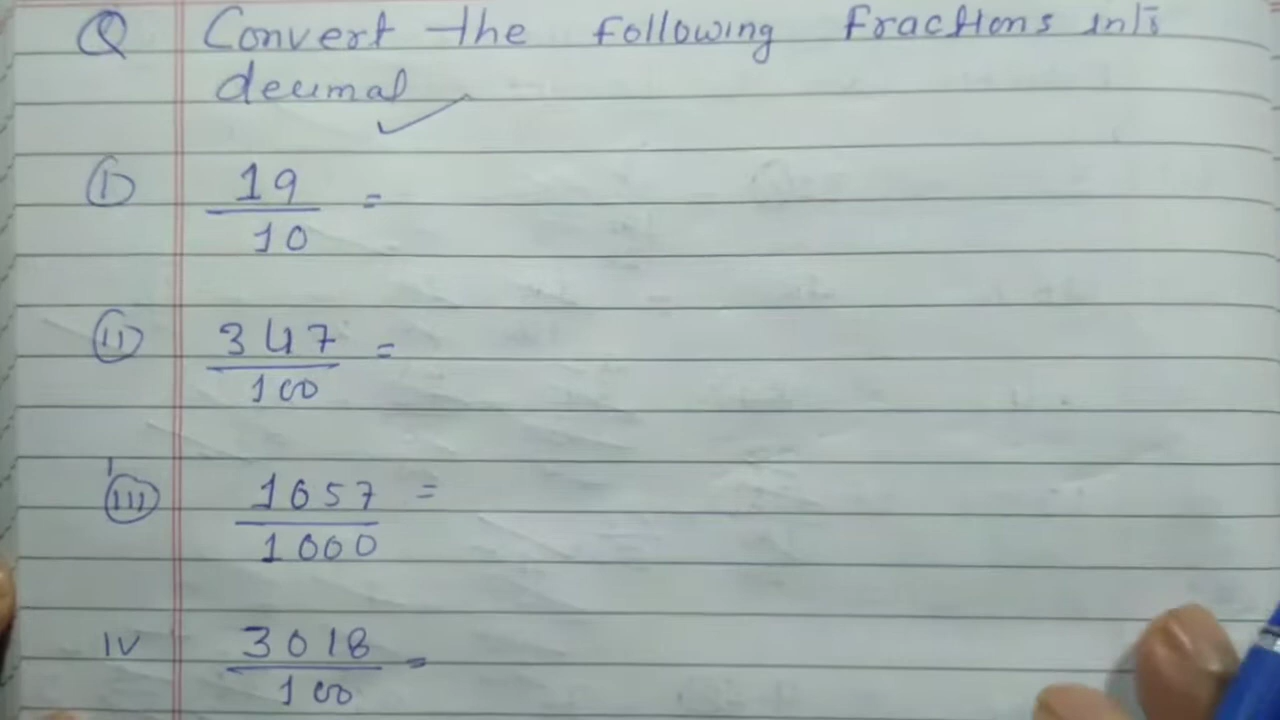 Q Convert the following fractions into
decimal
(i) 19/10 =
(ii) 347/100 =
(iii) 1057/1000 =
iv 3018/100 =